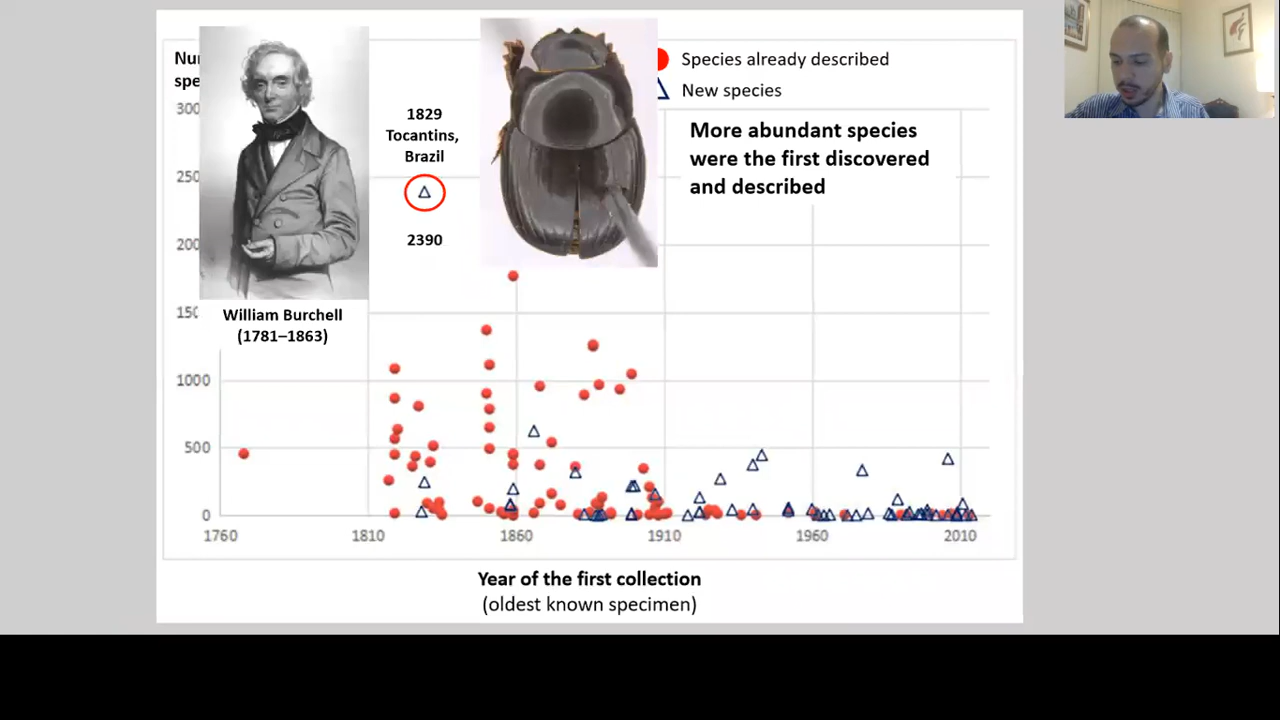 Species already described
New species
300
250
200
150
1000
500
0
1829
Tocantins,
Brazil
2390
More abundant species
were the first discovered
and described
William Burchell
(1781–1863)
1760
1810
1860
1910
1960
2010
Year of the first collection
(oldest known specimen)